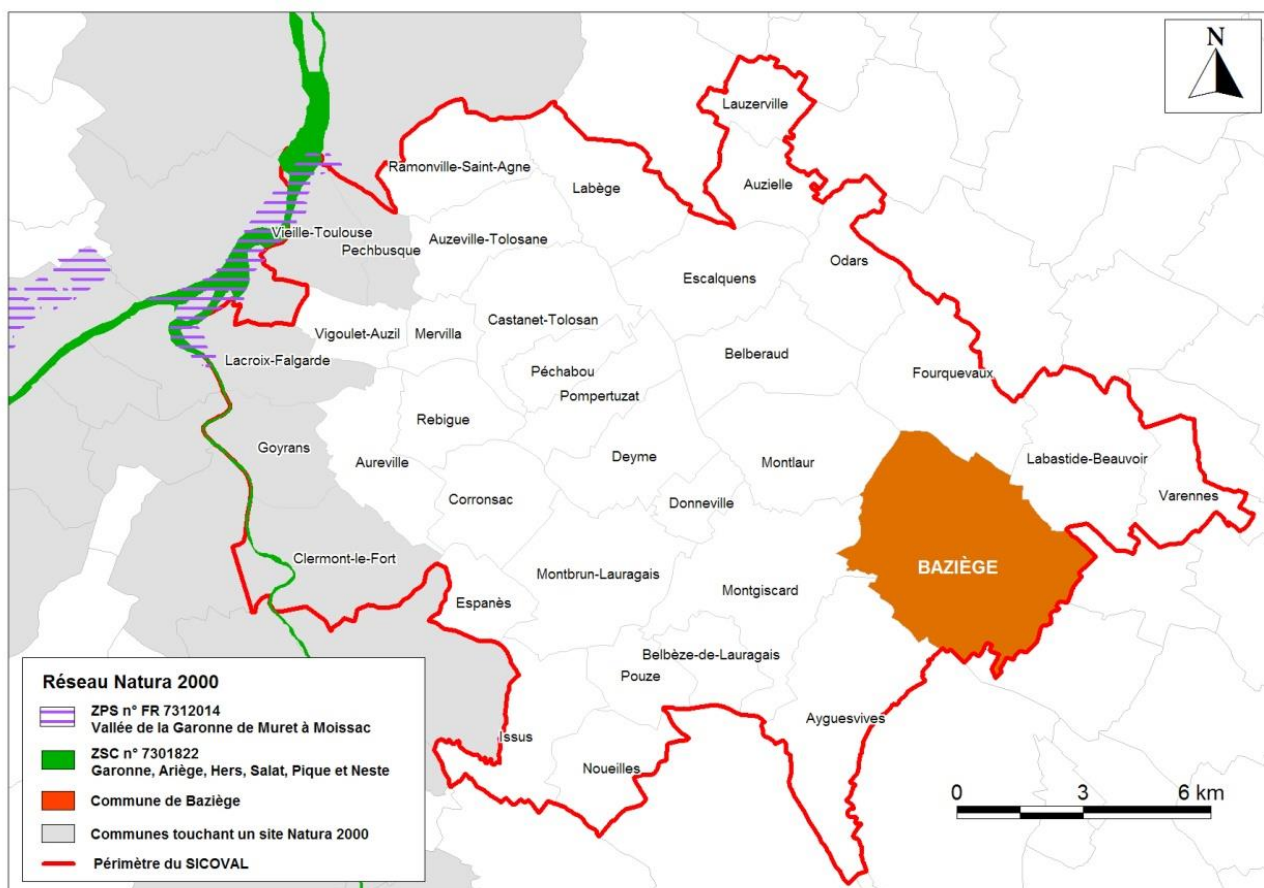 N
Lauzerville
Ramonville-Saint-Agne
Labège
Auzielle
Vieille-Toulouse
Pechbusque
Auzeville-Tolosane
Escalquens
Odars
Vigoulet-Auzil
Mervilla
Castanet-Tolosan
Lacroix-Falgarde
Belberaud
Péchabou
Fourquevaux
Pompertuzat
Rebigue
Goyrans
Aureville
Deyme
Montlaur
Labastide-Beauvoir
Corronsac
Donneville
Varennes
Clermont-le-Fort
BAZIÈGE
Montbrun-Lauragais
Montgiscard
Espanès
Belbèze-de-Lauragais
Pouze
Ayguesvives
Issus
Noueilles
0 3 6 km
Réseau Natura 2000
ZPS n° FR 7312014
Vallée de la Garonne de Muret à Moissac
ZSC n° 7301822
Garonne, Ariège, Hers, Salat, Pique et Neste
Commune de Baziège
Communes touchant un site Natura 2000
Périmètre du SICOVAL